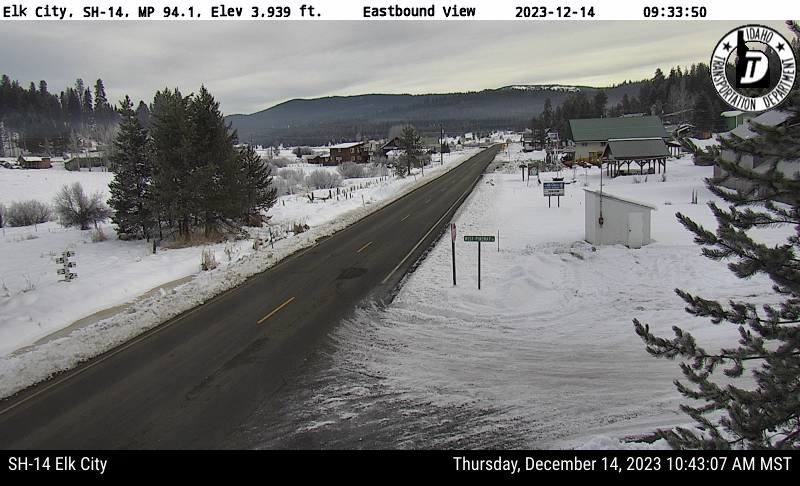 Elk City, SH-14, MP 94.1, Elev 3,939 ft. Eastbound View 2023-12-14 09:33:50
IDAHO
TRANSPORTATION DEPARTMENT
SH-14 Elk City Thursday, December 14, 2023 10:43:07 AM MST